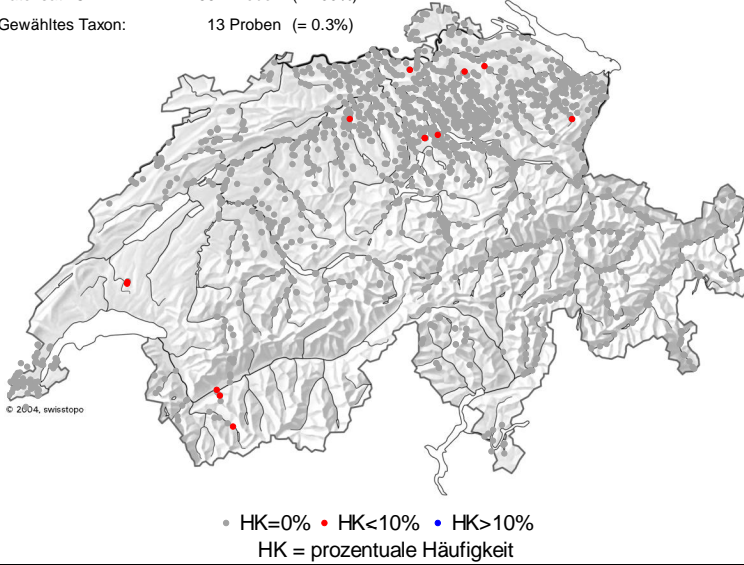 Gewähltes Taxon: 13 Proben (= 0.3%)
© 2004, swisstopo
HK=0% HK<10% HK>10%
HK = prozentuale Häufigkeit